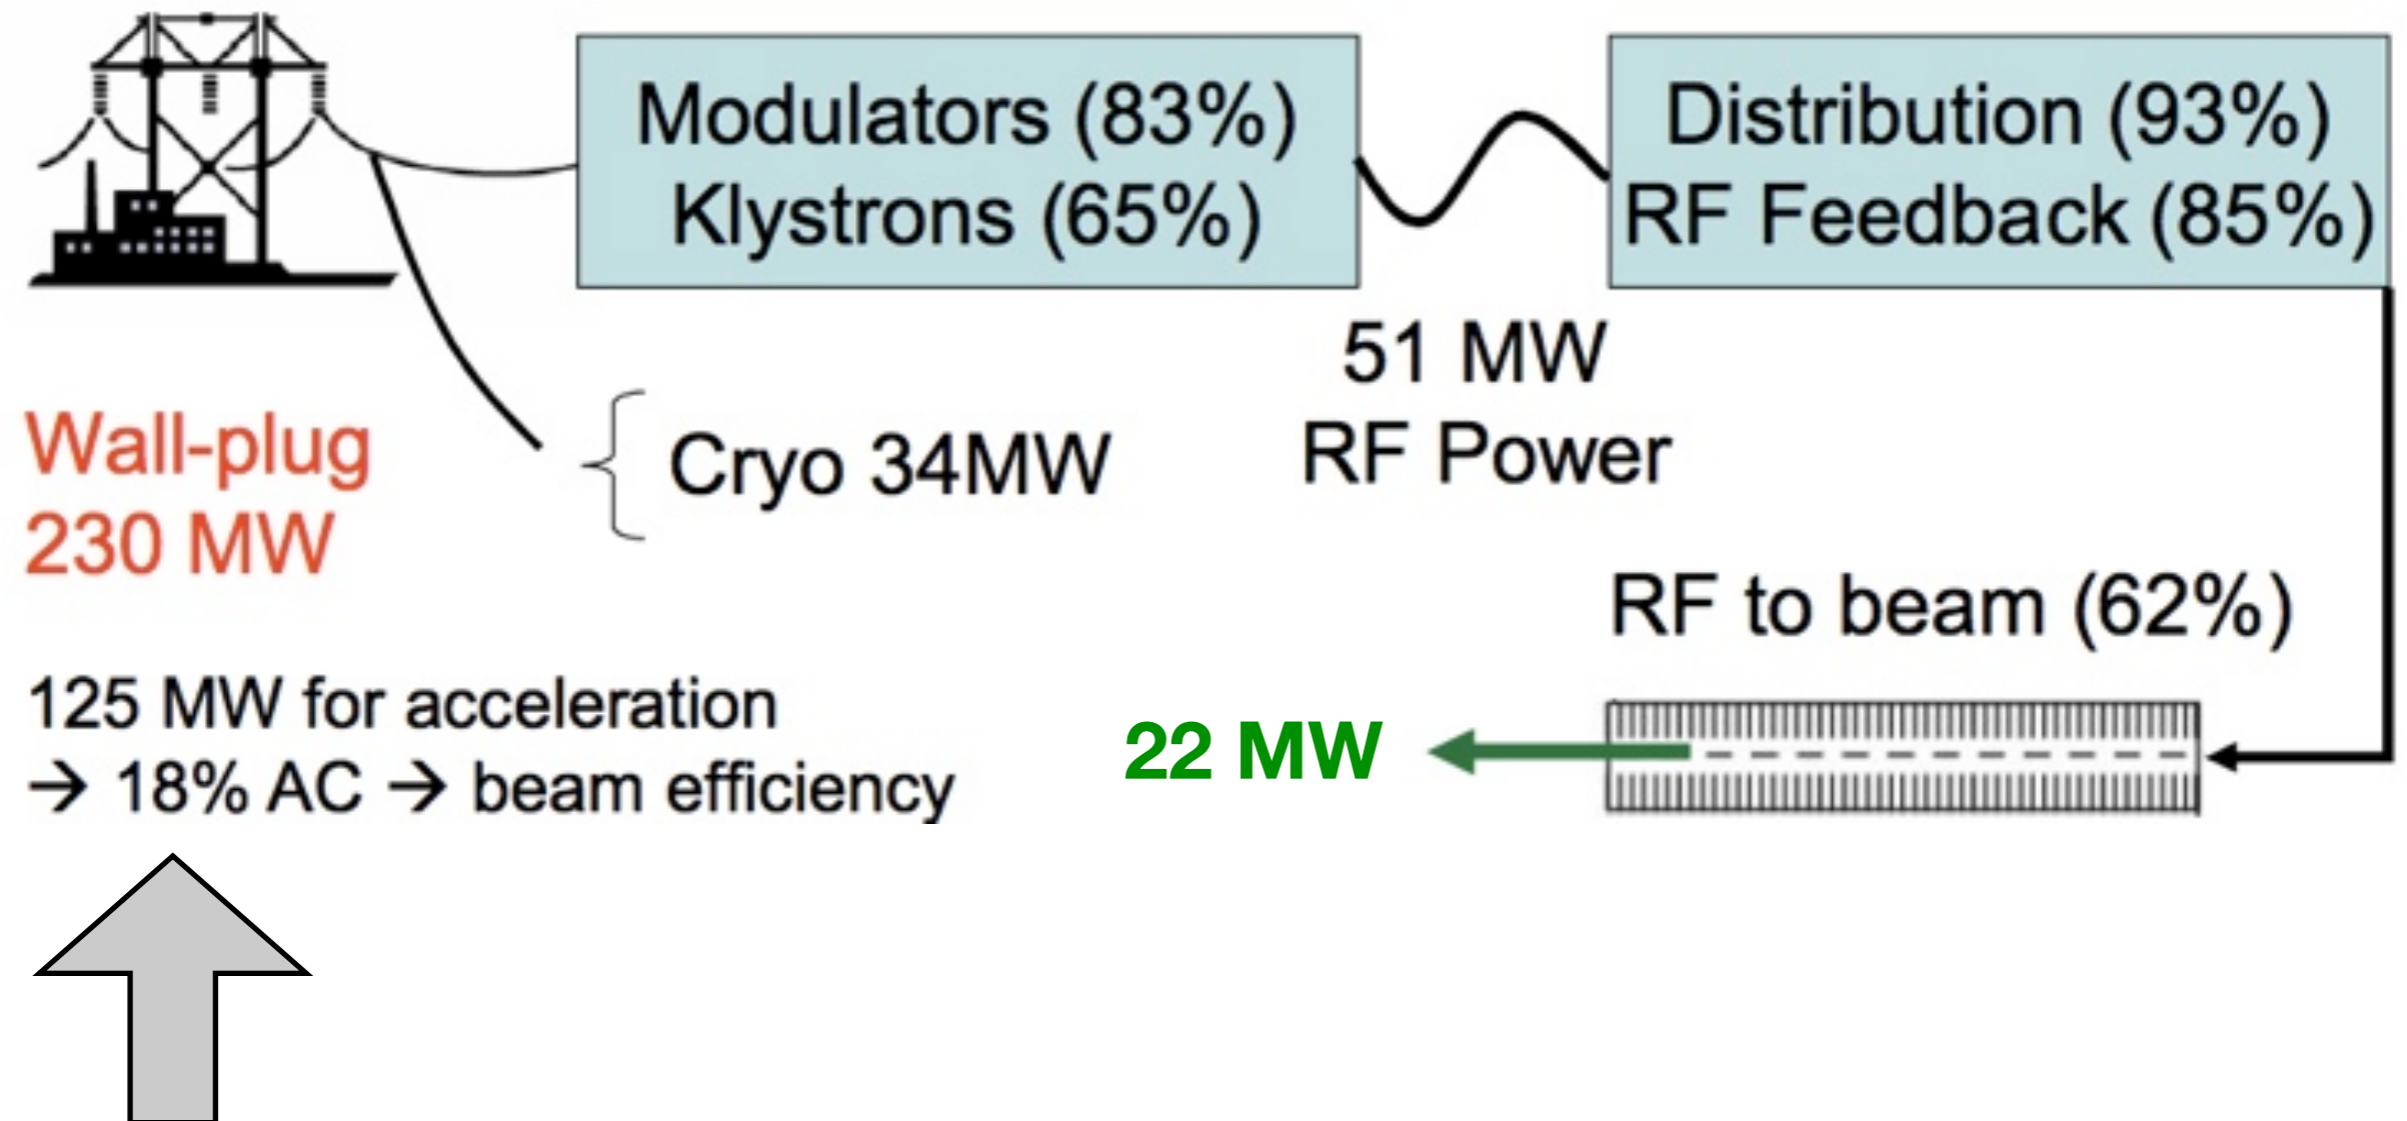 Modulators (83%)
Klystrons (65%)
Distribution (93%)
RF Feedback (85%)
51 MW
RF Power
Wall-plug
230 MW
Cryo 34MW
RF to beam (62%)
125 MW for acceleration
→ 18% AC → beam efficiency
22 MW